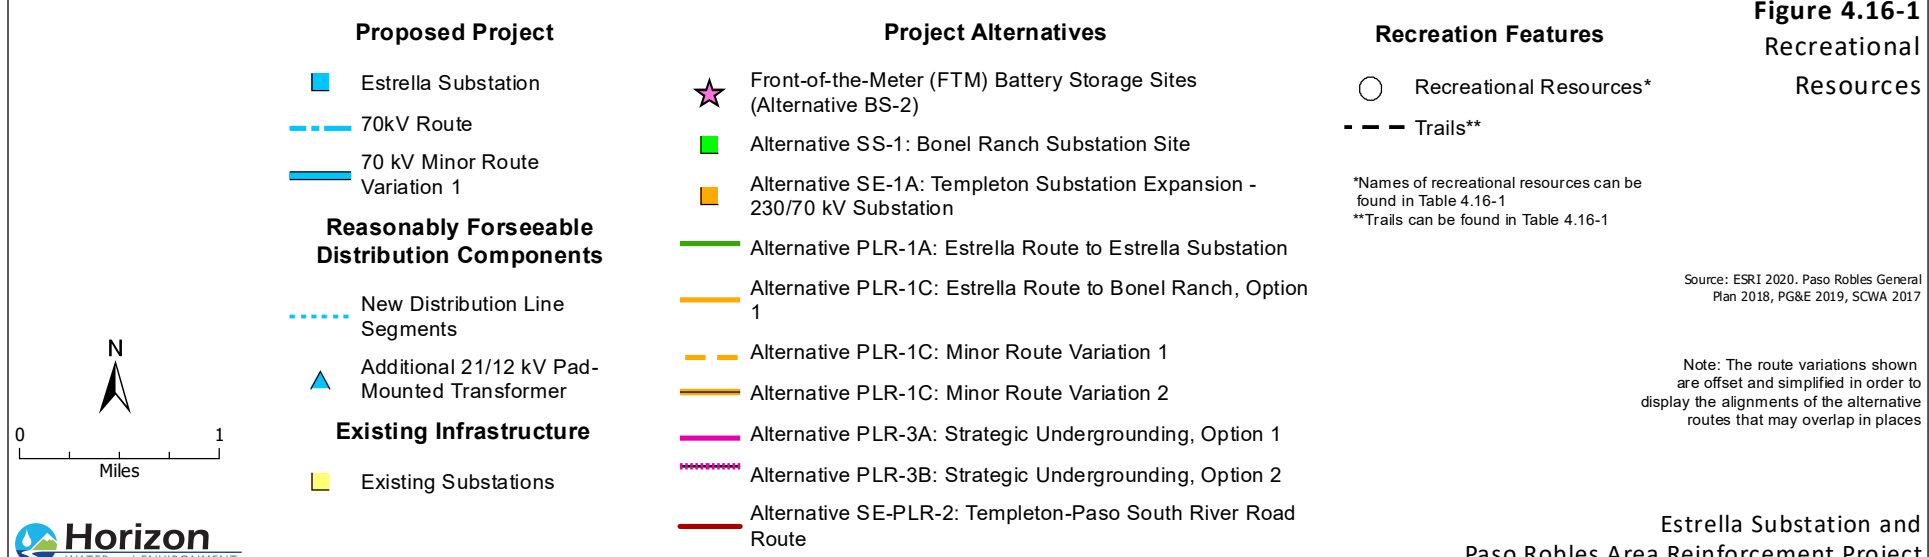 Proposed Project
Estrella Substation
70kV Route
70 kV Minor Route
Variation 1
Reasonably Forseeable
Distribution Components
New Distribution Line
Segments
Additional 21/12 kV Pad-
Mounted Transformer
Existing Infrastructure
Existing Substations
N
0 1
Miles
Horizon
WATER and ENVIRONMENT
Project Alternatives
Front-of-the-Meter (FTM) Battery Storage Sites
(Alternative BS-2)
Alternative SS-1: Bonel Ranch Substation Site
Alternative SE-1A: Templeton Substation Expansion -
230/70 kV Substation
Alternative PLR-1A: Estrella Route to Estrella Substation
Alternative PLR-1C: Estrella Route to Bonel Ranch, Option
1
Alternative PLR-1C: Minor Route Variation 1
Alternative PLR-1C: Minor Route Variation 2
Alternative PLR-3A: Strategic Undergrounding, Option 1
Alternative PLR-3B: Strategic Undergrounding, Option 2
Alternative SE-PLR-2: Templeton-Paso South River Road
Route
Recreation Features
Recreational Resources*
Trails**
*Names of recreational resources can be
found in Table 4.16-1
**Trails can be found in Table 4.16-1
Figure 4.16-1
Recreational
Resources
Source: ESRI 2020. Paso Robles General
Plan 2018, PG&E 2019, SCWA 2017
Note: The route variations shown
are offset and simplified in order to
display the alignments of the alternative
routes that may overlap in places
Estrella Substation and
Paso Robles Area Reinforcement Project